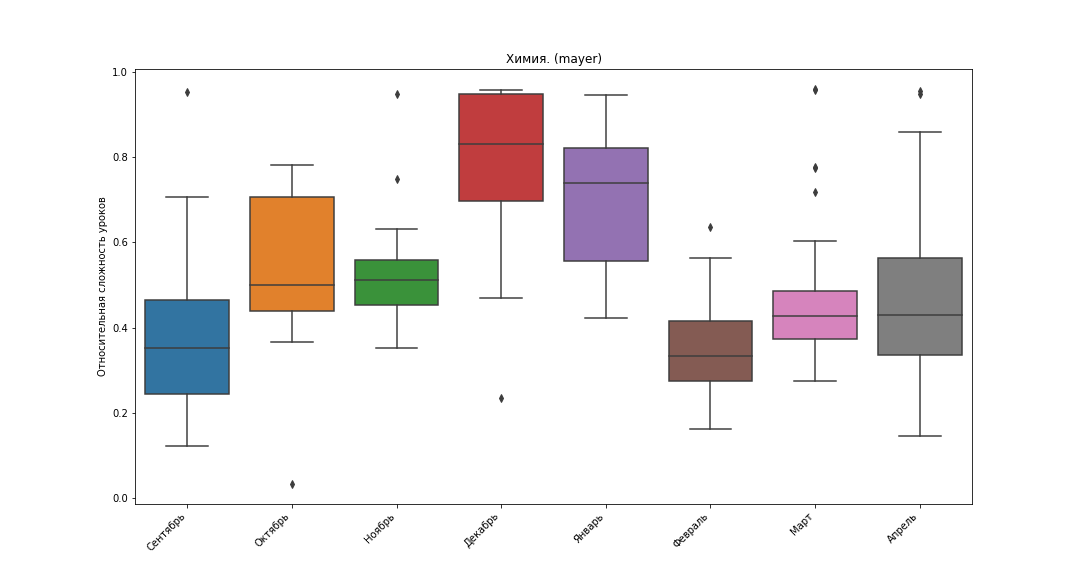 Химия. (mayer)
Относительная сложность уроков
1.0
0.8
0.6
0.4
0.2
0.0
Сентябрь
Октябрь
Ноябрь
Декабрь
Январь
Февраль
Март
Апрель